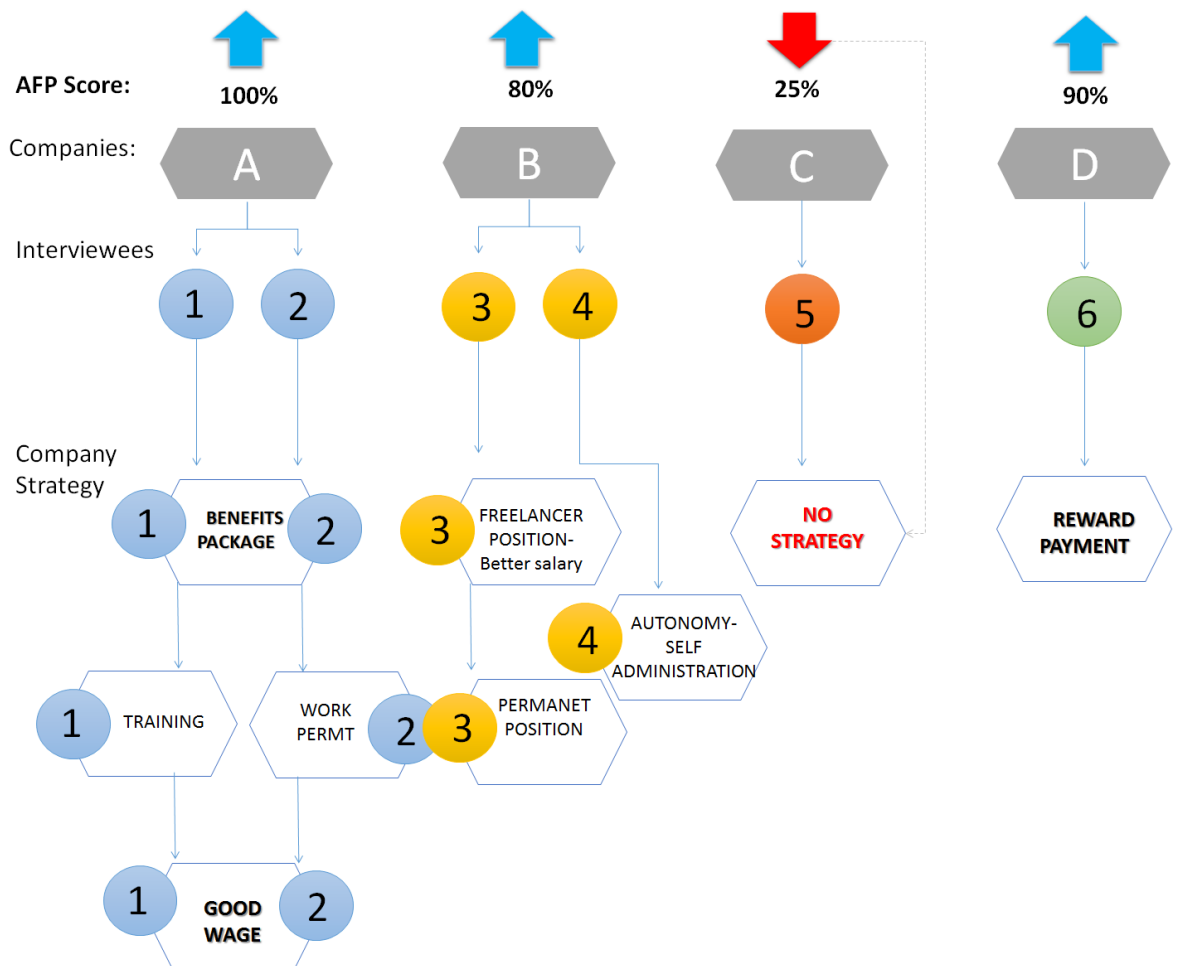 AFP Score:
100%
80%
25%
90%
Companies:
A
B
C
D
Interviewees
1
2
3
4
5
6
Company
Strategy
1
BENEFITS
PACKAGE
2
3
FREELANCER
POSITION-
Better salary
NO
STRATEGY
REWARD
PAYMENT
4
AUTONOMY-
SELF
ADMINISTRATION
1
TRAINING
WORK
PERMT
2
3
PERMANET
POSITION
1
GOOD
WAGE
2